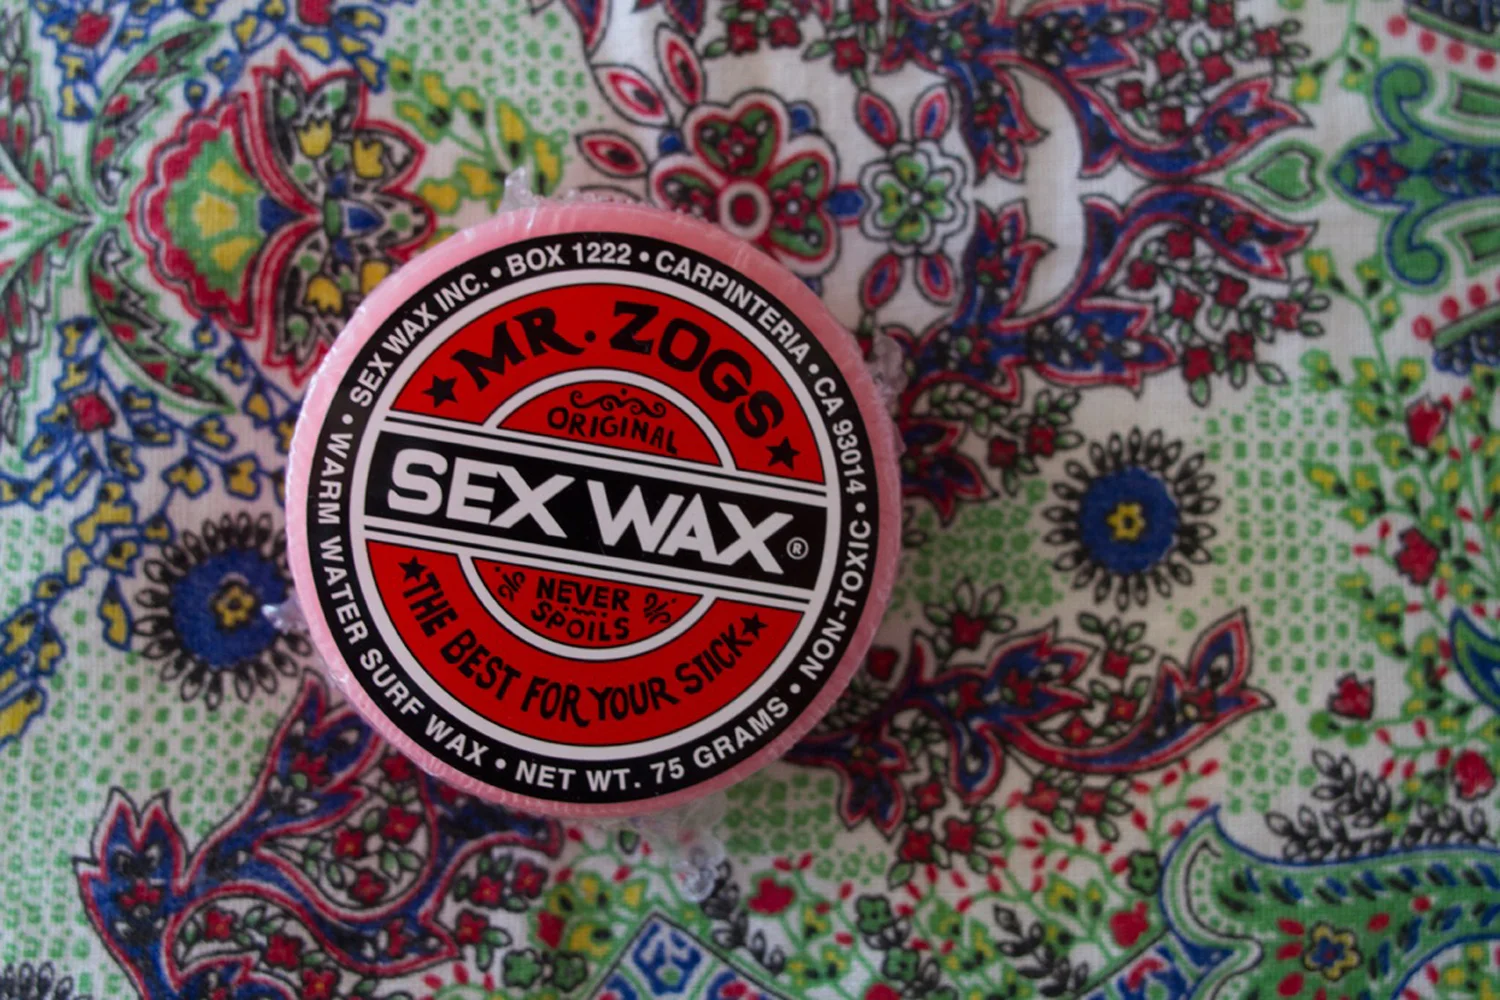 • SEX WAX INC. • BOX 1222 • CARPINTERIA • CA 93014 •
MR. ZOGS
ORIGINAL
SEX WAX®
NEVER
SPOILS
THE BEST FOR YOUR STICK
WARM WATER SURF WAX • NET WT. 75 GRAMS • NON-TOXIC